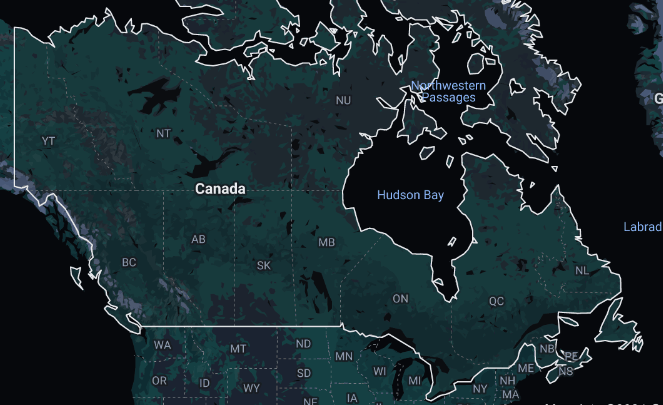 Northwestern
Passages
G
NU
NT
YT
Canada
Hudson Bay
Labrad
AB
MB
BC
SK
NL
ON
QC
WA
MT
ND
MN
NB
PE
NS
ME
OR
ID
WY
SD
WI
MI
NY
NH
MA
IA
NE